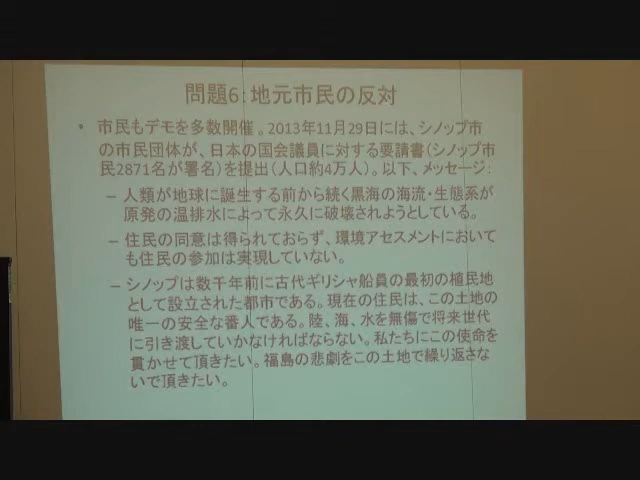 問題6：地元市民の反対
• 市民もデモを多数開催。2013年11月29日には、シノップ市
の市民団体が、日本の国会議員に対する要請書（シノップ市
民2871名が署名）を提出（人口約4万人）。以下、メッセージ：
– 人類が地球に誕生する前から続く黒海の海流・生態系が
原発の温排水によって永久に破壊されようとしている。
– 住民の同意は得られておらず、環境アセスメントにおいて
も住民の参加は実現していない。
– シノップは数千年前に古代ギリシャ船員の最初の植民地
として設立された都市である。現在の住民は、この土地の
唯一の安全な番人である。陸、海、水を無傷で将来世代
に引き渡していかなければならない。私たちにこの使命を
貫かせて頂きたい。福島の悲劇をこの土地で繰り返さな
いで頂きたい。